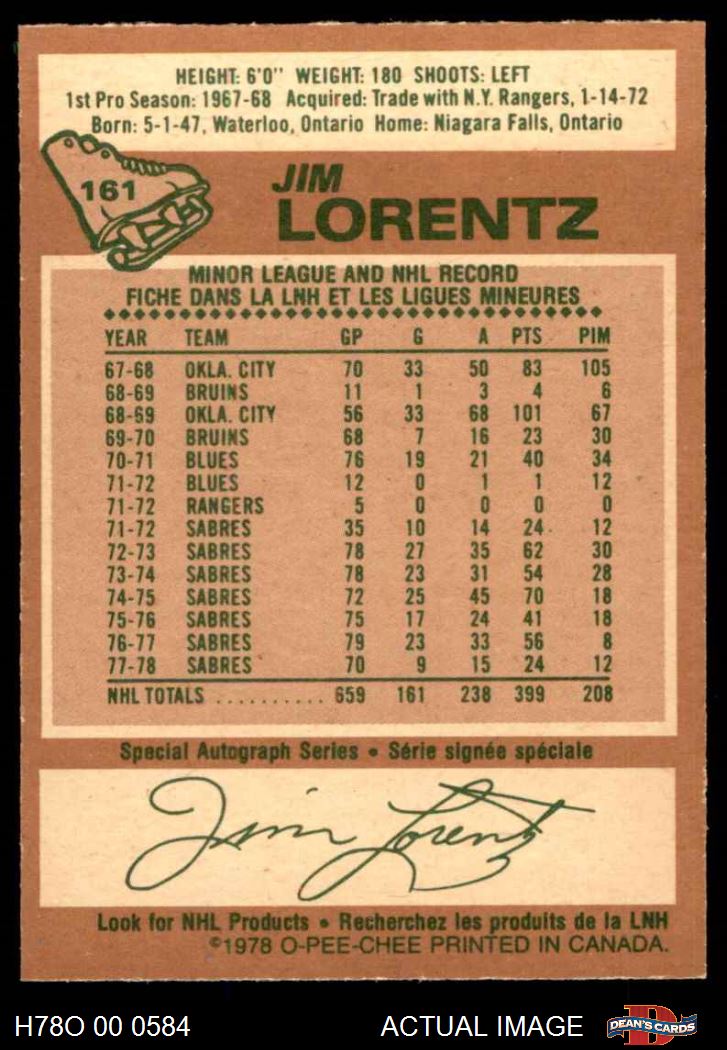 HEIGHT: 6'0" WEIGHT: 180 SHOOTS: LEFT
1st Pro Season: 1967-68 Acquired: Trade with N.Y. Rangers, 1-14-72
Born: 5-1-47, Waterloo, Ontario Home: Niagara Falls, Ontario
161
JIM
LORENTZ
MINOR LEAGUE AND NHL RECORD
FICHE DANS LA LNH ET LES LIGUES MINEURES
YEAR TEAM GP G A PTS PIM
67-68 OKLA. CITY 70 33 50 83 105
68-69 BRUINS 11 1 3 4 6
68-69 OKLA. CITY 56 33 68 101 67
69-70 BRUINS 68 7 16 23 30
70-71 BLUES 76 19 21 40 34
71-72 BLUES 12 0 1 1 12
71-72 RANGERS 5 0 0 0 0
71-72 SABRES 35 10 14 24 12
72-73 SABRES 78 27 35 62 30
73-74 SABRES 78 23 31 54 28
74-75 SABRES 72 25 45 70 18
75-76 SABRES 75 17 24 41 18
76-77 SABRES 79 23 33 56 8
77-78 SABRES 70 9 15 24 12
NHL TOTALS .......... 659 161 238 399 208
Special Autograph Series • Série signée spéciale
Jim Lorentz
Look for NHL Products • Recherchez les produits de la LNH
©1978 O-PEE-CHEE PRINTED IN CANADA.
H78O 00 0584 ACTUAL IMAGE D DEAN'S CARDS